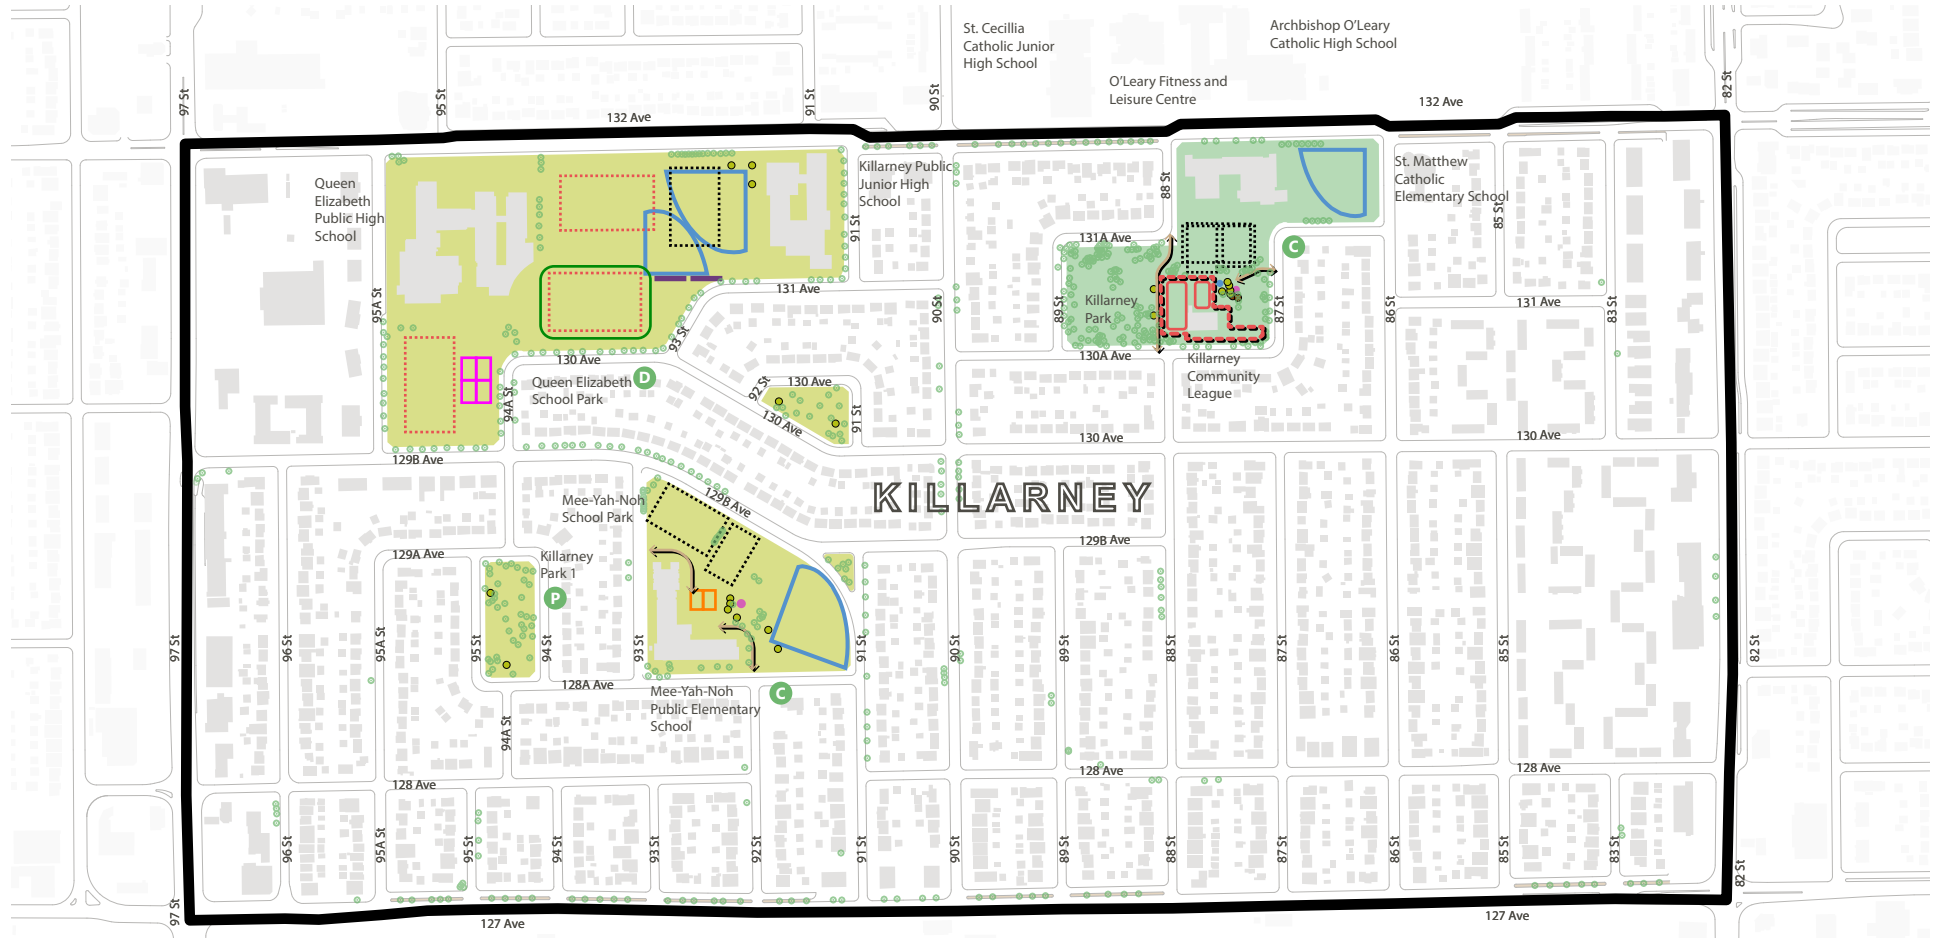 St. Cecillia
Catholic Junior
High School
Archbishop O'Leary
Catholic High School
O'Leary Fitness and
Leisure Centre
97 St
95 St
91 St
90 St
82 St
132 Ave
132 Ave
Queen
Elizabeth
Public High
School
Killarney Public
Junior High
School
St. Matthew
Catholic
Elementary School
88 St
85 St
91 St
131A Ave
C
95A St
131 Ave
90 St
89 St
Killarney
Park
87 St
86 St
131 Ave
83 St
93 St
130 Ave
130A Ave
Killarney
Community
League
Queen Elizabeth
School Park
D
94A St
92 St
130 Ave
130 Ave
91 St
130 Ave
130 Ave
129B Ave
KILLARNEY
Mee-Yah-Noh
School Park
129B Ave
129A Ave
Killarney
Park 1
P
129B Ave
97 St
96 St
95A St
95 St
94 St
93 St
91 St
90 St
89 St
88 St
87 St
86 St
85 St
82 St
128A Ave
Mee-Yah-Noh
Public Elementary
School
C
94A St
128 Ave
128 Ave
128 Ave
96 St
95A St
95 St
94 St
93 St
92 St
91 St
90 St
89 St
88 St
87 St
86 St
85 St
83 St
82 St
97 St
127 Ave
127 Ave